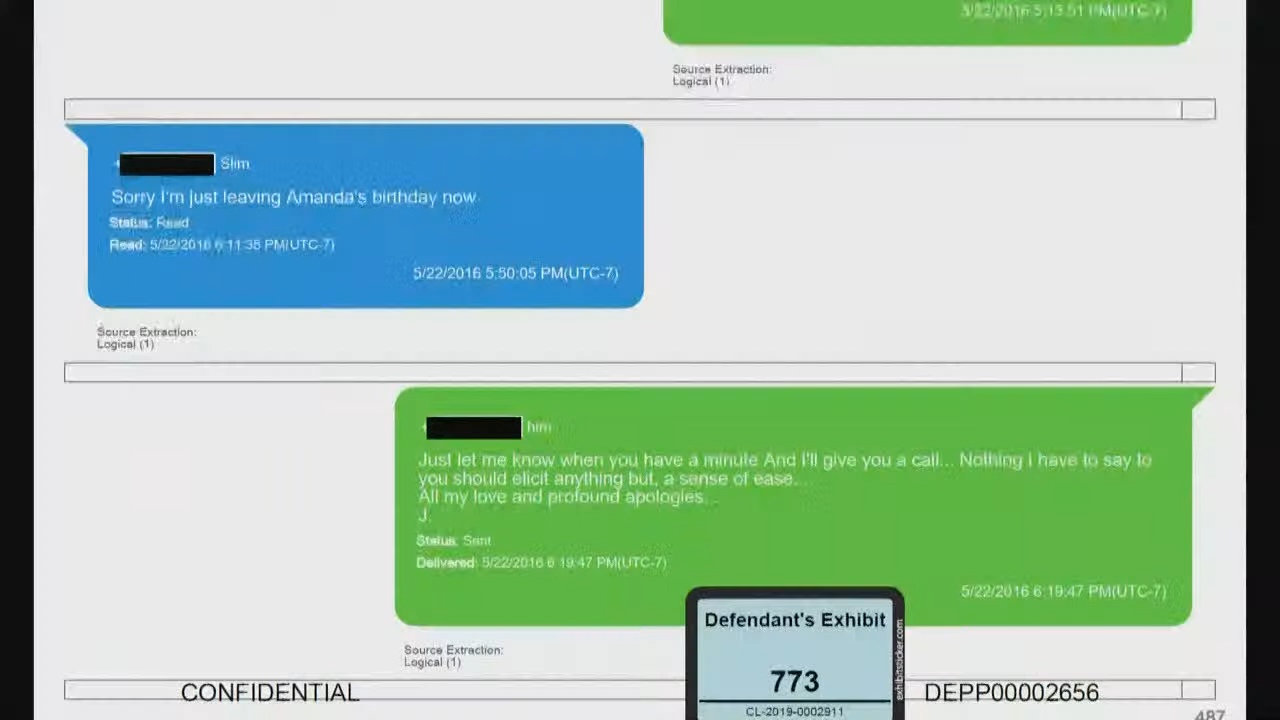 5/22/2016 5:13:51 PM(UTC-7)
Source Extraction:
Logical (1)
Slim
Sorry I'm just leaving Amanda's birthday now
Status: Read
Read: 5/22/2016 6:11:35 PM(UTC-7)
5/22/2016 5:50:05 PM(UTC-7)
Source Extraction:
Logical (1)
him
Just let me know when you have a minute And I'll give you a call... Nothing I have to say to
you should elicit anything but, a sense of ease....
All my love and profound apologies...
J.
Status: Sent
Delivered: 5/22/2016 6:19:47 PM(UTC-7)
5/22/2016 6:19:47 PM(UTC-7)
Source Extraction:
Logical (1)
Defendant's Exhibit
773
CL-2019-0002911
exhibitsticker.com
CONFIDENTIAL
DEPP00002656
487